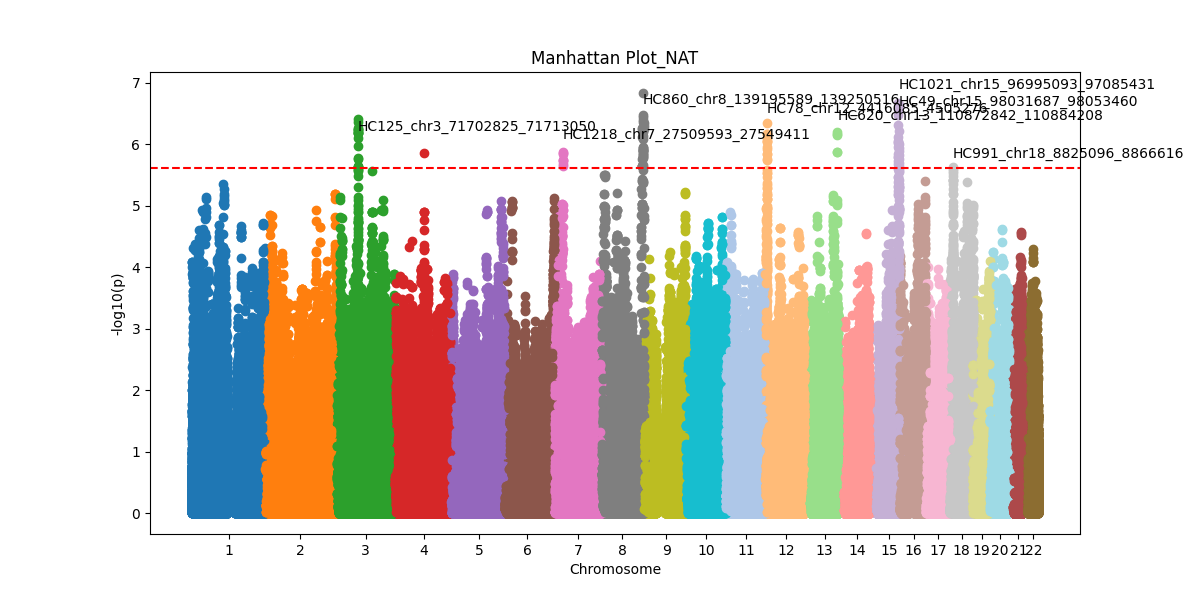 Manhattan Plot_NAT
7
HC1021_chr15_96995093_97085431
HC860_chr8_139195589_139250516
HC49_chr15_98031687_98053460
HC78_chr12_4416085_4505276
HC620_chr13_110872842_110884208
HC125_chr3_71702825_71713050
HC1218_chr7_27509593_27549411
6
HC991_chr18_8825096_8866616
5
4
3
2
1
0
-log10(p)
1 2 3 4 5 6 7 8 9 10 11 12 13 14 15 16 17 18 19 20 21 22
Chromosome